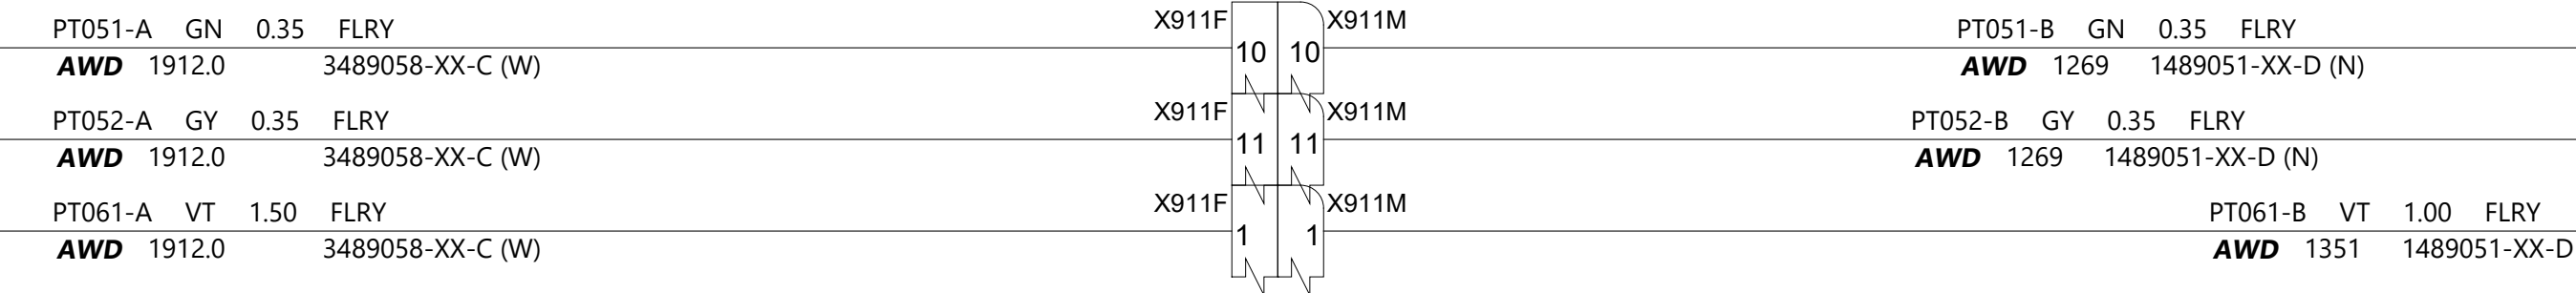 PT051-A GN 0.35 FLRY X911F X911M PT051-B GN 0.35 FLRY
10 10
AWD 1912.0 3489058-XX-C (W) AWD 1269 1489051-XX-D (N)
PT052-A GY 0.35 FLRY X911F X911M PT052-B GY 0.35 FLRY
11 11
AWD 1912.0 3489058-XX-C (W) AWD 1269 1489051-XX-D (N)
PT061-A VT 1.50 FLRY X911F X911M PT061-B VT 1.00 FLRY
1 1
AWD 1912.0 3489058-XX-C (W) AWD 1351 1489051-XX-D